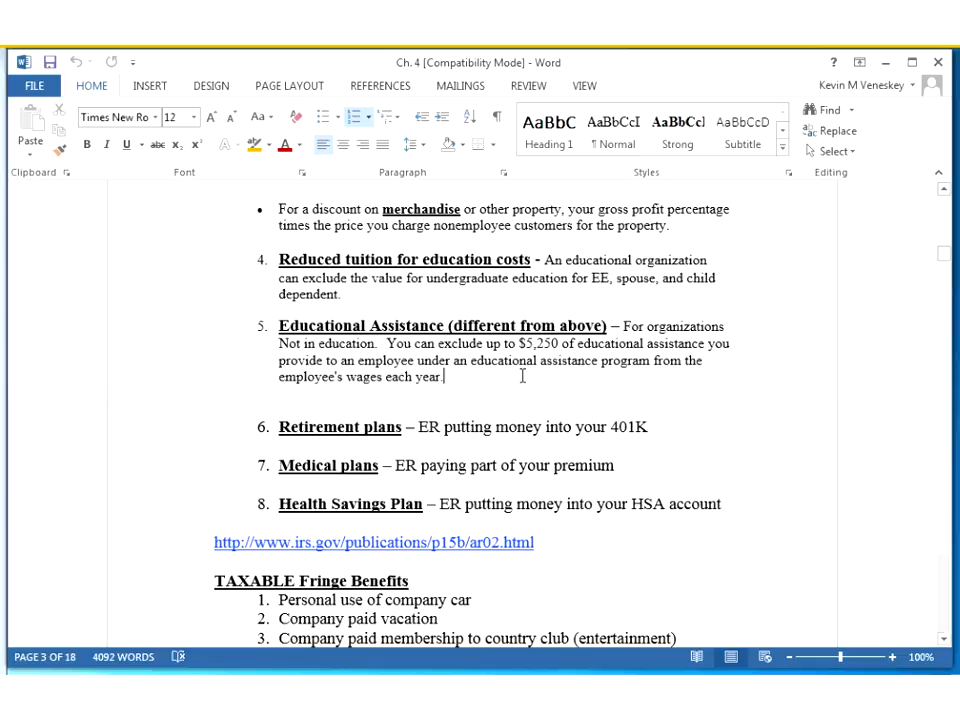 Ch. 4 [Compatibility Mode] - Word
FILE HOME INSERT DESIGN PAGE LAYOUT REFERENCES MAILINGS REVIEW VIEW Kevin M Veneskey
Times New Ro 12 Aa
AaBbC AaBbCcI AaBbCcI AaBbCcD
Find
Replace
Select
Paste
B I U abc x₂ x² A A
Heading 1 ¶ Normal Strong Subtitle
Clipboard Font Paragraph Styles Editing
• For a discount on merchandise or other property, your gross profit percentage
times the price you charge nonemployee customers for the property.
4. Reduced tuition for education costs - An educational organization
can exclude the value for undergraduate education for EE, spouse, and child
dependent.
5. Educational Assistance (different from above) – For organizations
Not in education. You can exclude up to $5,250 of educational assistance you
provide to an employee under an educational assistance program from the
employee's wages each year.
6. Retirement plans – ER putting money into your 401K
7. Medical plans – ER paying part of your premium
8. Health Savings Plan – ER putting money into your HSA account
http://www.irs.gov/publications/p15b/ar02.html
TAXABLE Fringe Benefits
1. Personal use of company car
2. Company paid vacation
3. Company paid membership to country club (entertainment)
PAGE 3 OF 18 4092 WORDS 100%